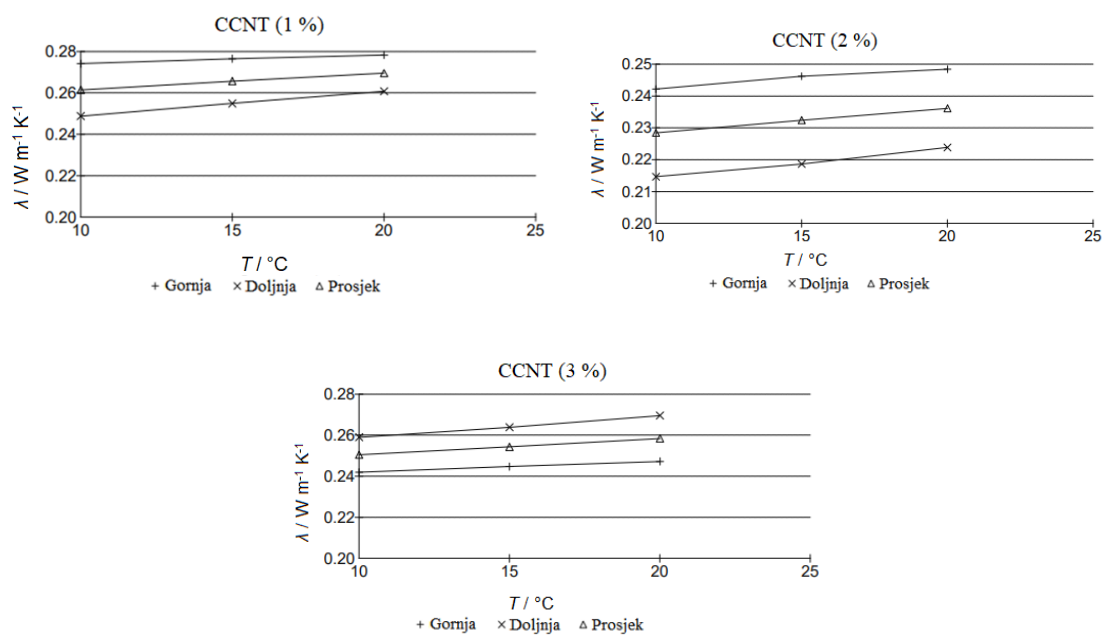 CCNT (1 %)
0.28
0.26
0.24
0.22
0.20
λ / W m⁻¹ K⁻¹
10 15 20 25
T / °C
+ Gornja × Doljnja △ Prosjek
CCNT (2 %)
0.25
0.24
0.23
0.22
0.21
0.20
λ / W m⁻¹ K⁻¹
10 15 20 25
T / °C
+ Gornja × Doljnja △ Prosjek
CCNT (3 %)
0.28
0.26
0.24
0.22
0.20
λ / W m⁻¹ K⁻¹
10 15 20 25
T / °C
+ Gornja × Doljnja △ Prosjek